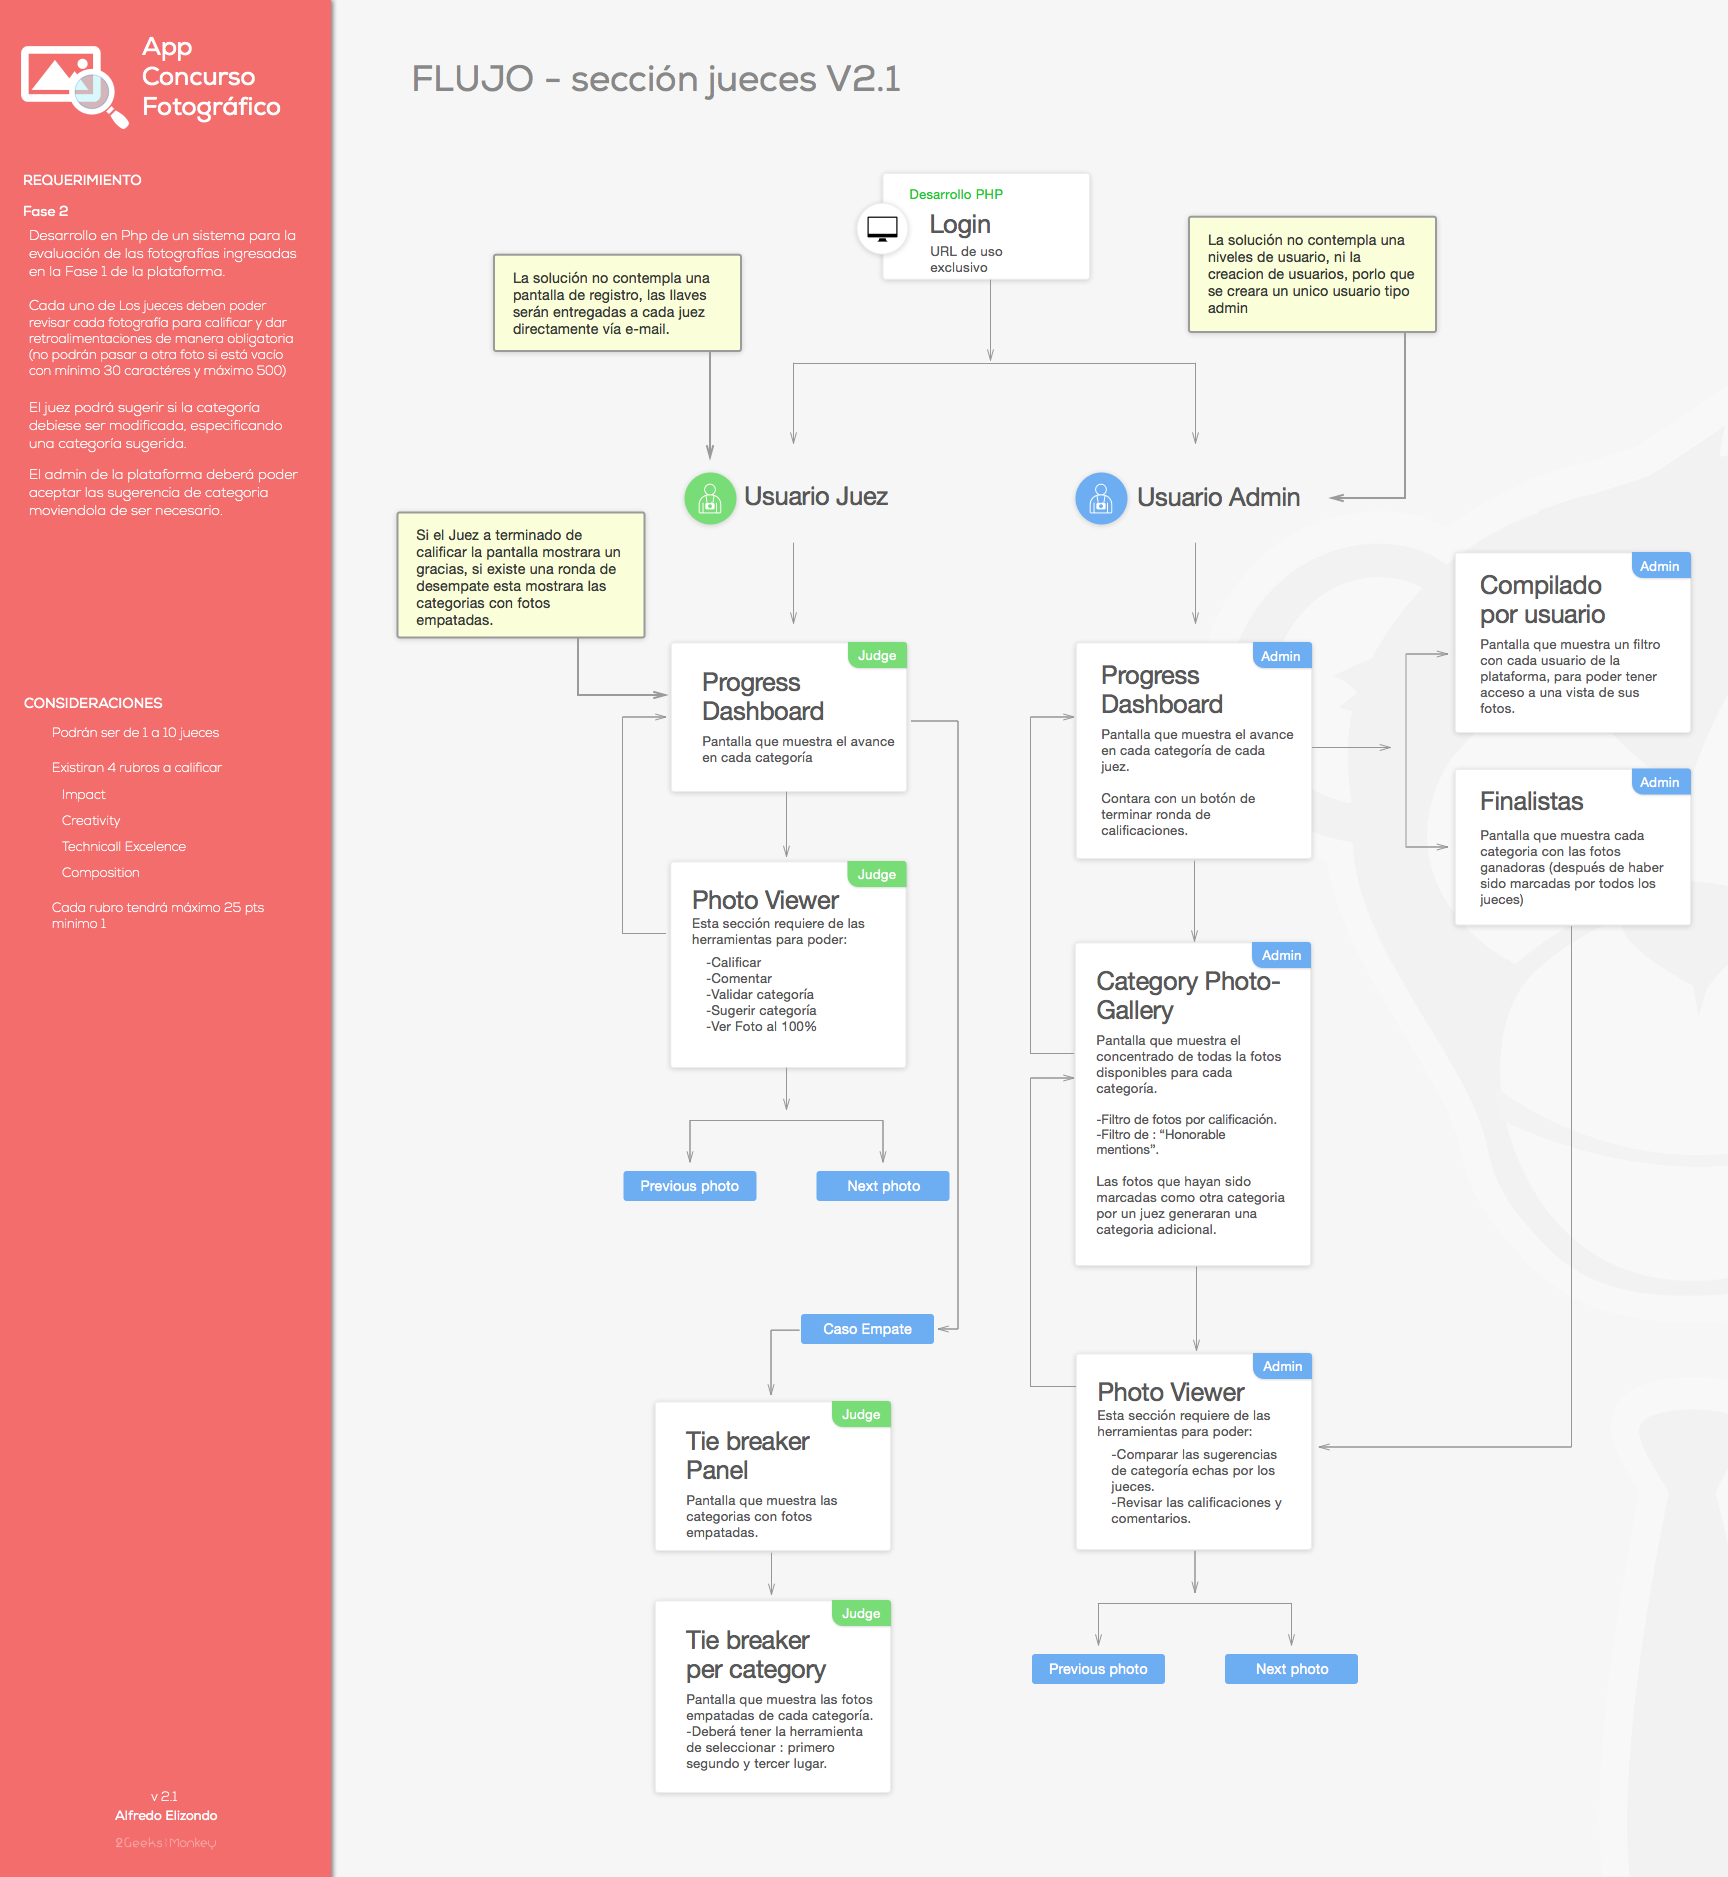 App
Concurso
Fotográfico
REQUERIMIENTO
Fase 2
Desarrollo en Php de un sistema para la
evaluación de las fotografías ingresadas
en la Fase 1 de la plataforma.
Cada uno de Los jueces deben poder
revisar cada fotografía para calificar y dar
retroalimentaciones de manera obligatoria
(no podrán pasar a otra foto si está vacío
con mínimo 30 caractéres y máximo 500)
El juez podrá sugerir si la categoría
debiese ser modificada, especificando
una categoría sugerida.
El admin de la plataforma deberá poder
aceptar las sugerencia de categoria
moviendola de ser necesario.
CONSIDERACIONES
Podrán ser de 1 a 10 jueces
Existiran 4 rubros a calificar
Impact
Creativity
Technicall Excelence
Composition
Cada rubro tendrá máximo 25 pts
minimo 1
v 2.1
Alfredo Elizondo
2Geeks1Monkey
FLUJO - sección jueces V2.1
Desarrollo PHP
Login
URL de uso
exclusivo
La solución no contempla una
pantalla de registro, las llaves
serán entregadas a cada juez
directamente vía e-mail.
La solución no contempla una
niveles de usuario, ni la
creacion de usuarios, porlo que
se creara un unico usuario tipo
admin
Usuario Juez
Usuario Admin
Si el Juez a terminado de
calificar la pantalla mostrara un
gracias, si existe una ronda de
desempate esta mostrara las
categorias con fotos
empatadas.
Judge
Progress
Dashboard
Pantalla que muestra el avance
en cada categoría
Judge
Photo Viewer
Esta sección requiere de las
herramientas para poder:
-Calificar
-Comentar
-Validar categoría
-Sugerir categoría
-Ver Foto al 100%
Previous photo
Next photo
Caso Empate
Judge
Tie breaker
Panel
Pantalla que muestra las
categorias con fotos
empatadas.
Judge
Tie breaker
per category
Pantalla que muestra las fotos
empatadas de cada categoría.
-Deberá tener la herramienta
de seleccionar : primero
segundo y tercer lugar.
Admin
Progress
Dashboard
Pantalla que muestra el avance
en cada categoría de cada
juez.
Contara con un botón de
terminar ronda de
calificaciones.
Admin
Category Photo-
Gallery
Pantalla que muestra el
concentrado de todas la fotos
disponibles para cada
categoría.
-Filtro de fotos por calificación.
-Filtro de : “Honorable
mentions”.
Las fotos que hayan sido
marcadas como otra categoria
por un juez generaran una
categoria adicional.
Admin
Photo Viewer
Esta sección requiere de las
herramientas para poder:
-Comparar las sugerencias
de categoría echas por los
jueces.
-Revisar las calificaciones y
comentarios.
Previous photo
Next photo
Admin
Compilado
por usuario
Pantalla que muestra un filtro
con cada usuario de la
plataforma, para poder tener
acceso a una vista de sus
fotos.
Admin
Finalistas
Pantalla que muestra cada
categoria con las fotos
ganadoras (después de haber
sido marcadas por todos los
jueces)